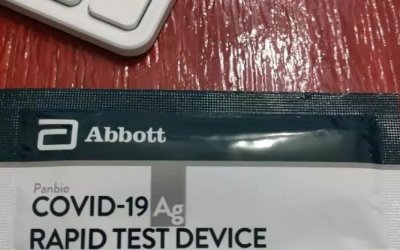 Abbott
Panbio
COVID-19 Ag
RAPID TEST DEVICE